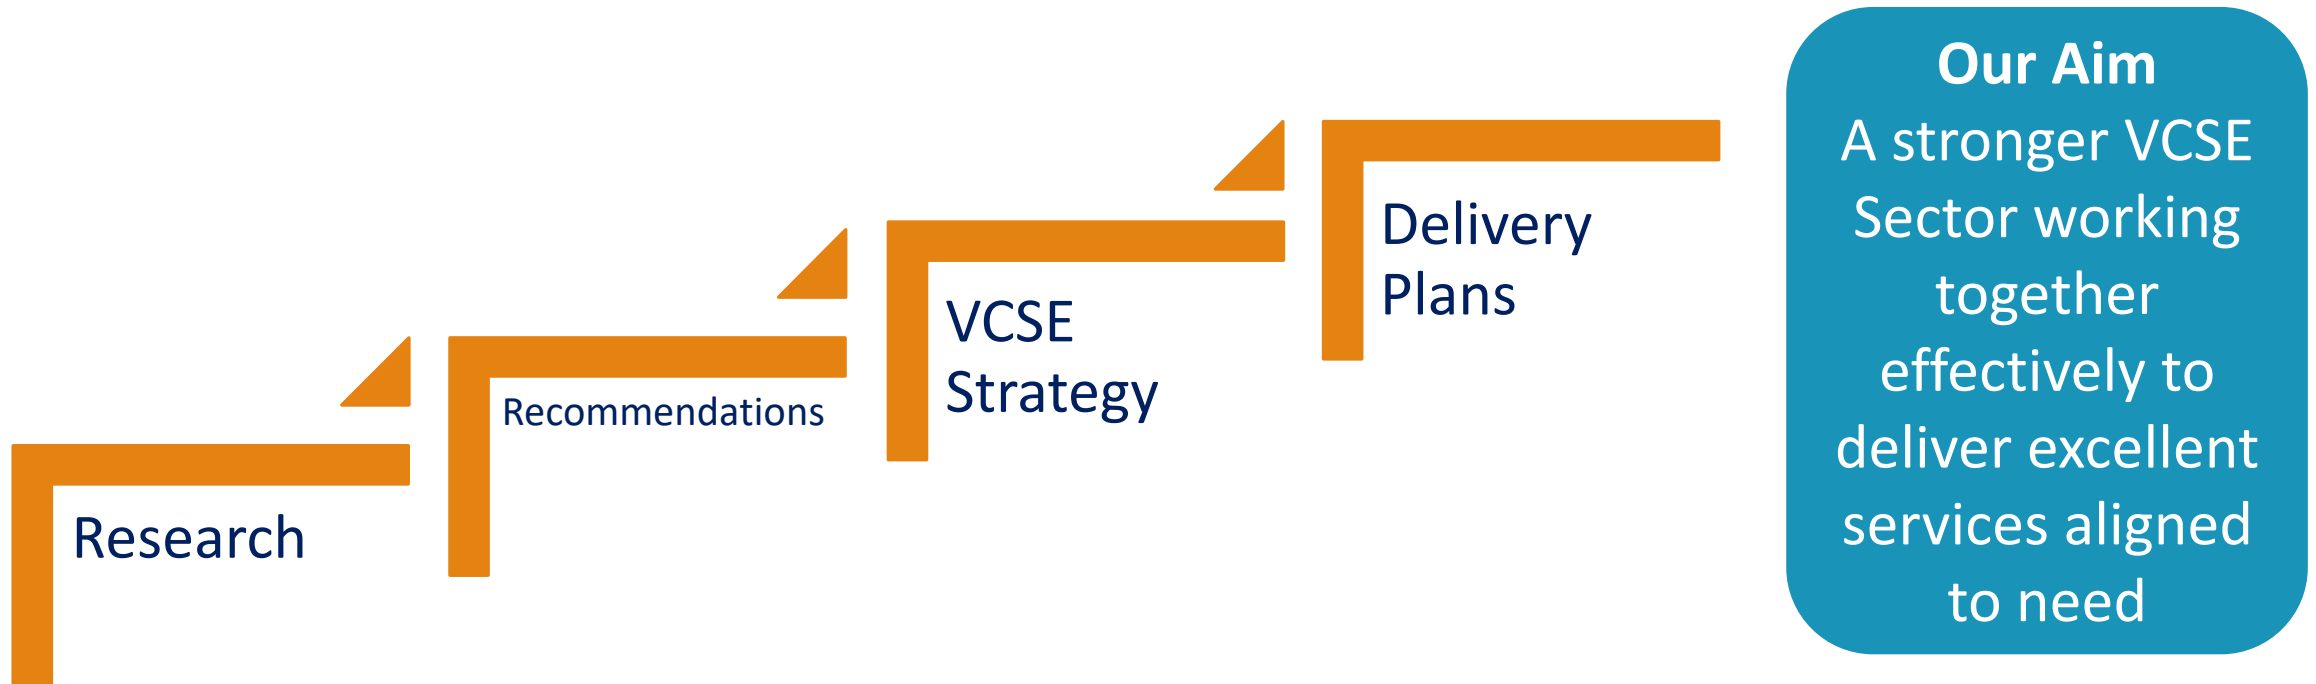 Research
Recommendations
VCSE
Strategy
Delivery
Plans
Our Aim
A stronger VCSE
Sector working
together
effectively to
deliver excellent
services aligned
to need